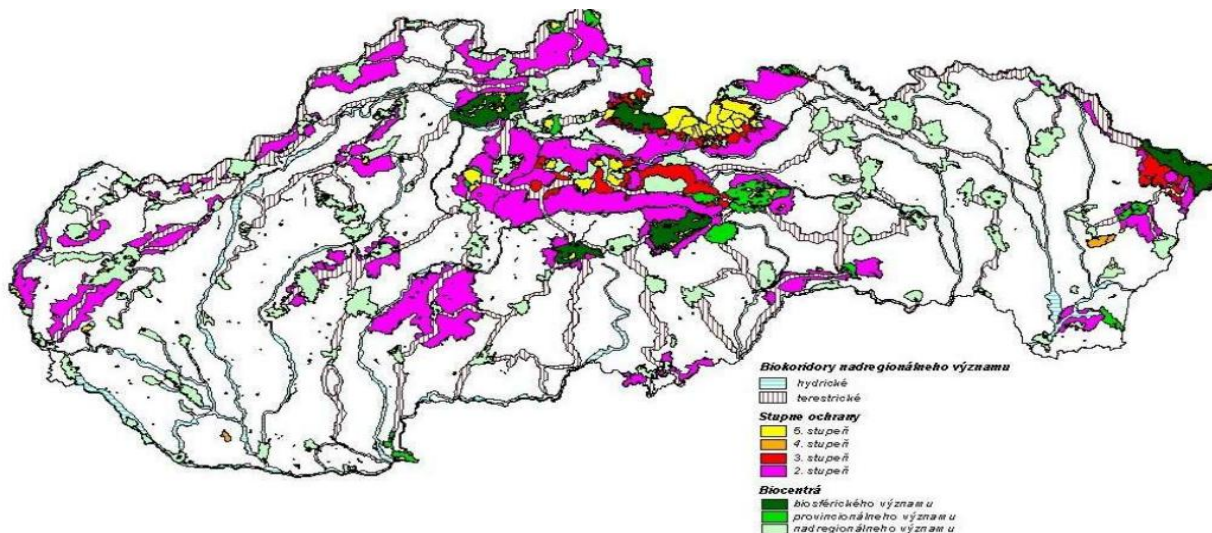 Biokoridory nadregionálneho významu
hydrické
terestrické
Stupne ochrany
5. stupeň
4. stupeň
3. stupeň
2. stupeň
Biocentrá
biosférického významu
provincionálneho významu
nadregionálneho významu